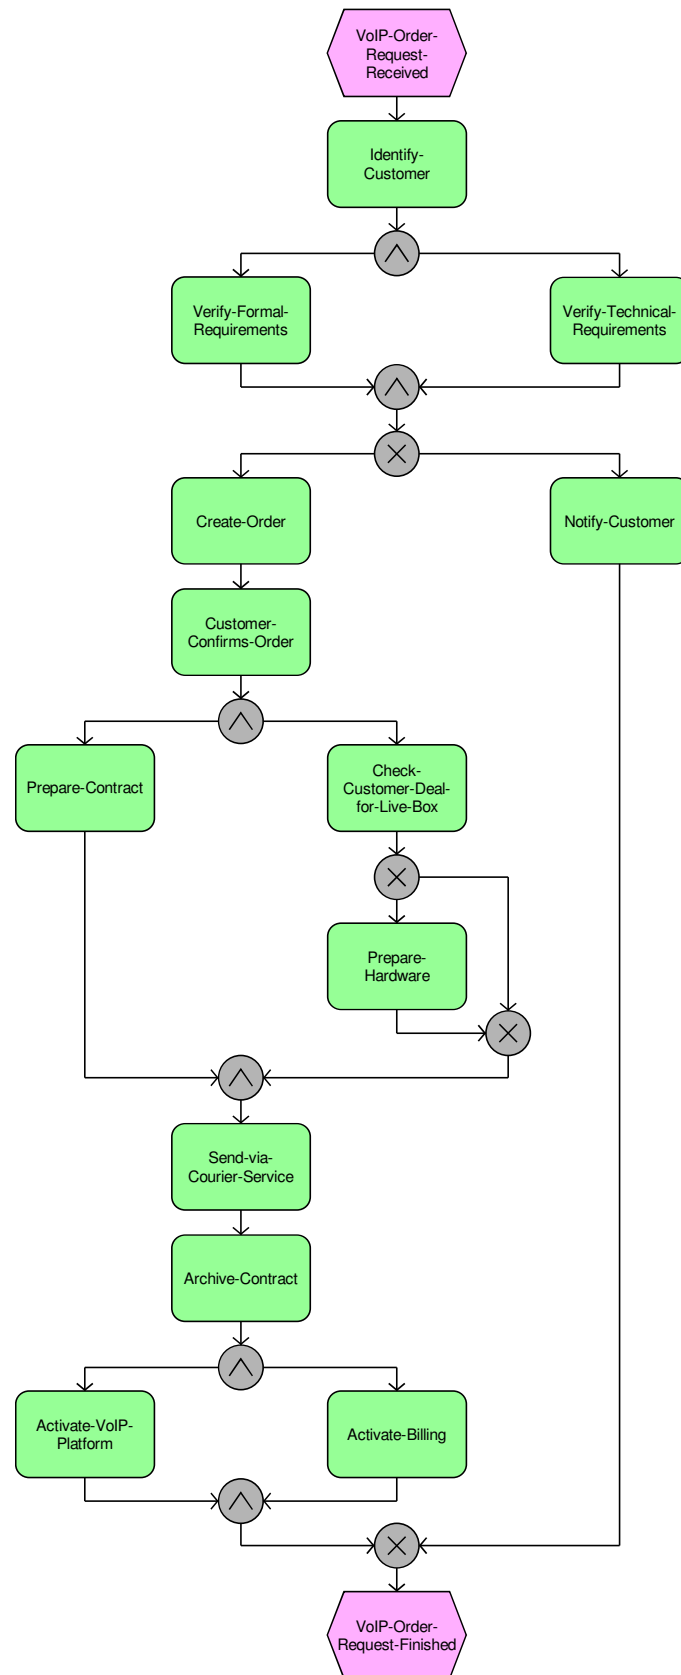 VoIP-Order-
Request-
Received
Identify-
Customer
Verify-Formal-
Requirements
Verify-Technical-
Requirements
Create-Order
Notify-Customer
Customer-
Confirms-Order
Prepare-Contract
Check-
Customer-Deal-
for-Live-Box
Prepare-
Hardware
Send-via-
Courier-Service
Archive-Contract
Activate-VoIP-
Platform
Activate-Billing
VoIP-Order-
Request-Finished